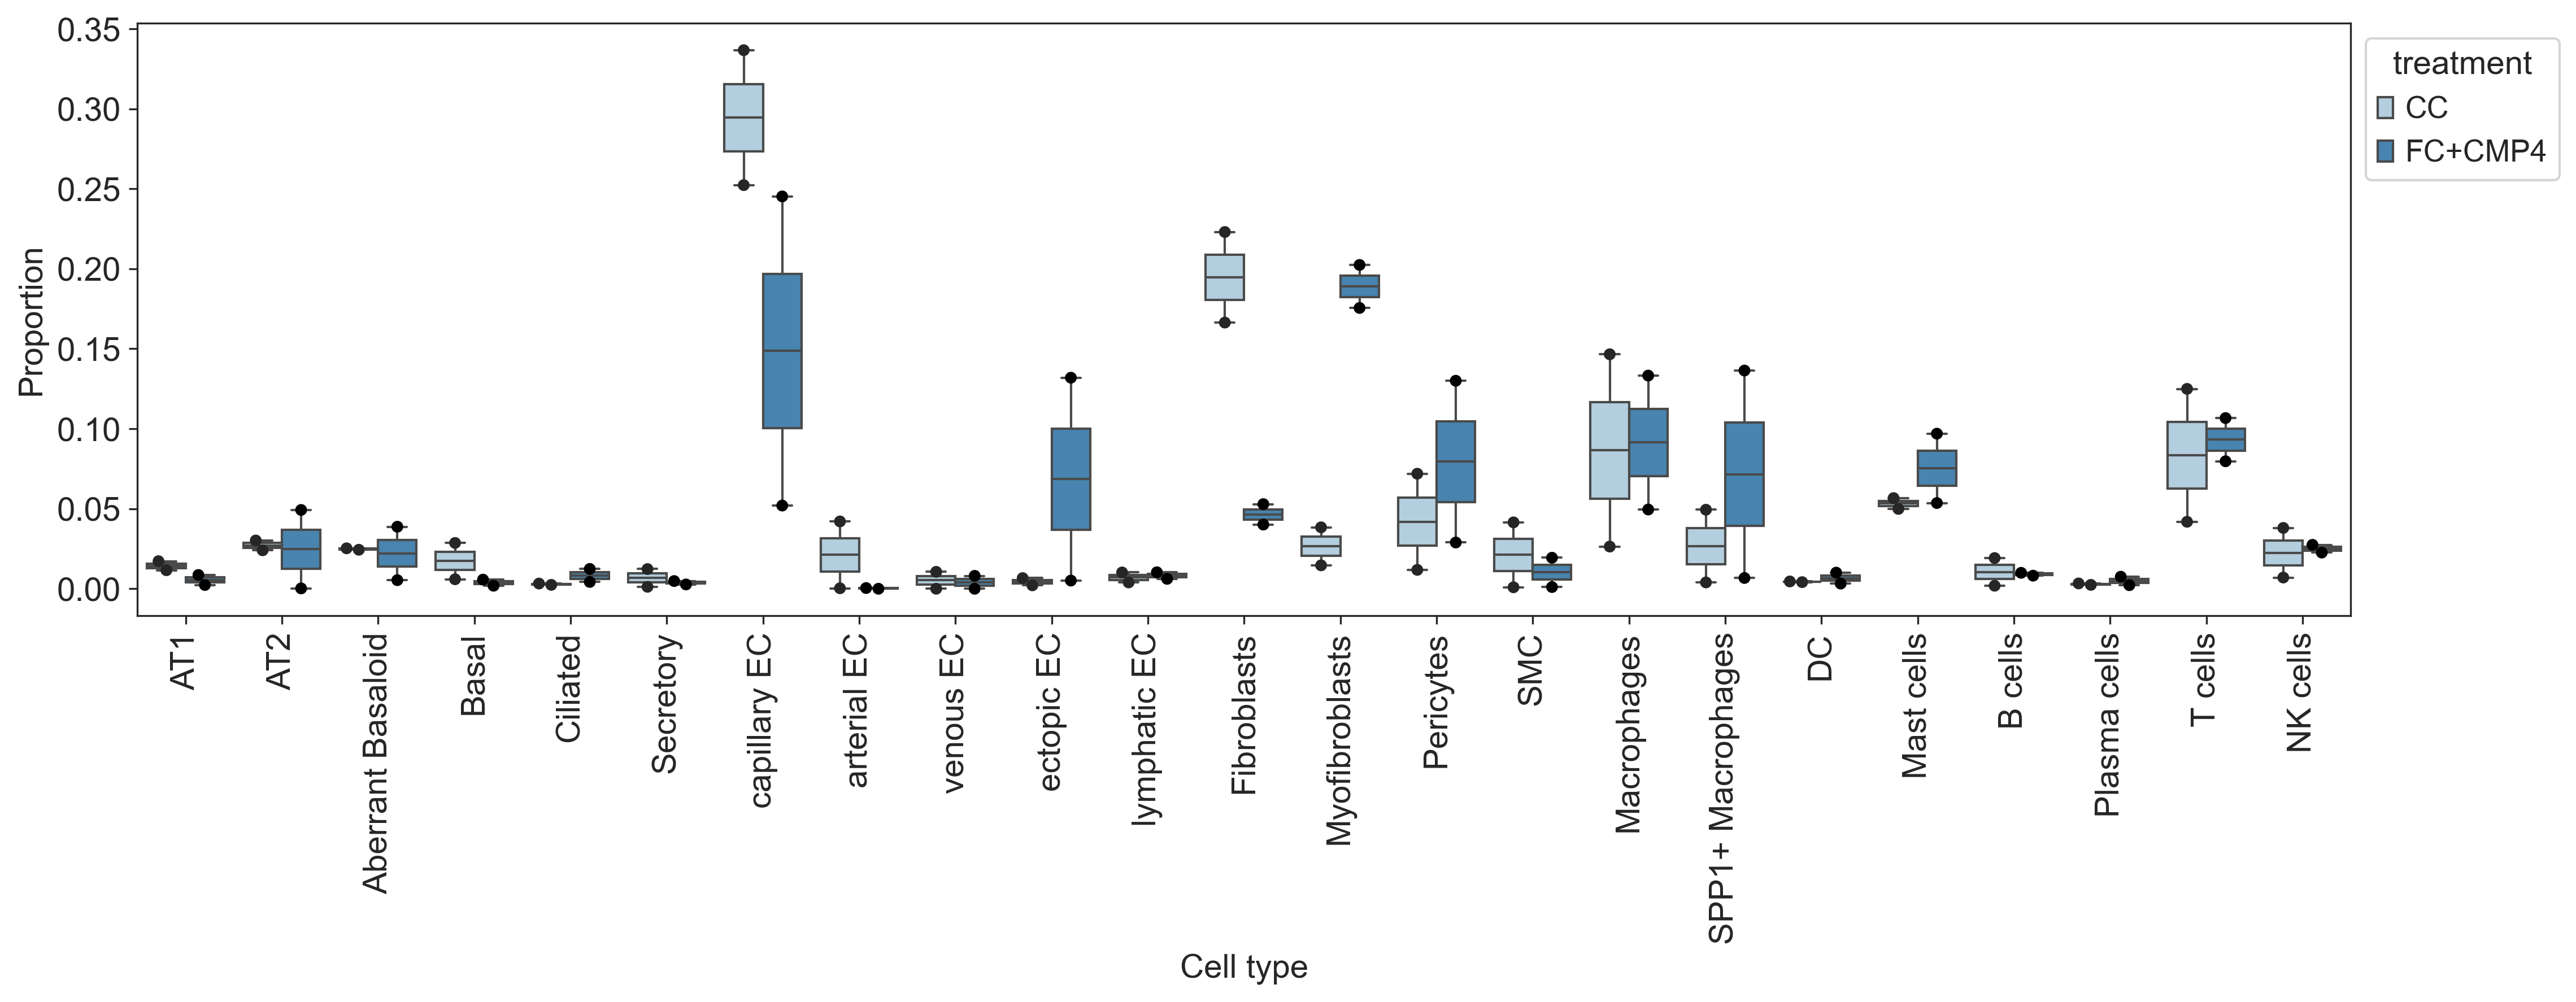 0.35
0.30
0.25
0.20
0.15
0.10
0.05
0.00
Proportion
treatment
CC
FC+CMP4
AT1
AT2
Aberrant Basaloid
Basal
Ciliated
Secretory
capillary EC
arterial EC
venous EC
ectopic EC
lymphatic EC
Fibroblasts
Myofibroblasts
Pericytes
SMC
Macrophages
SPP1+ Macrophages
DC
Mast cells
B cells
Plasma cells
T cells
NK cells
Cell type